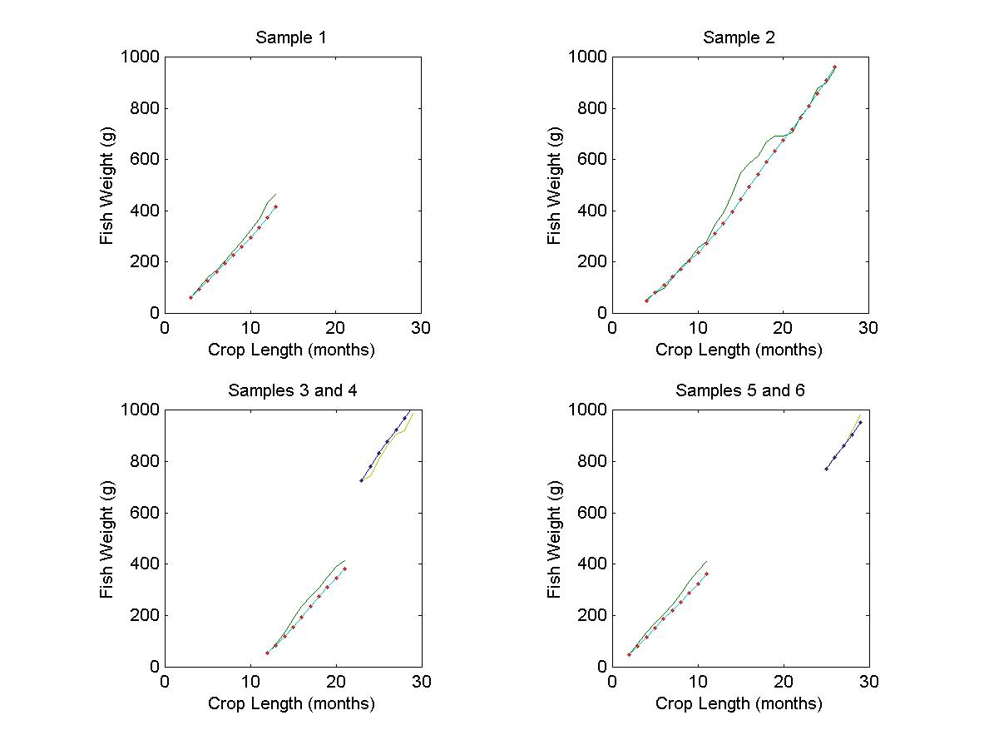 Sample 1
1000
800
600
400
200
0
0 10 20 30
Fish Weight (g)
Crop Length (months)
Sample 2
1000
800
600
400
200
0
0 10 20 30
Fish Weight (g)
Crop Length (months)
Samples 3 and 4
1000
800
600
400
200
0
0 10 20 30
Fish Weight (g)
Crop Length (months)
Samples 5 and 6
1000
800
600
400
200
0
0 10 20 30
Fish Weight (g)
Crop Length (months)